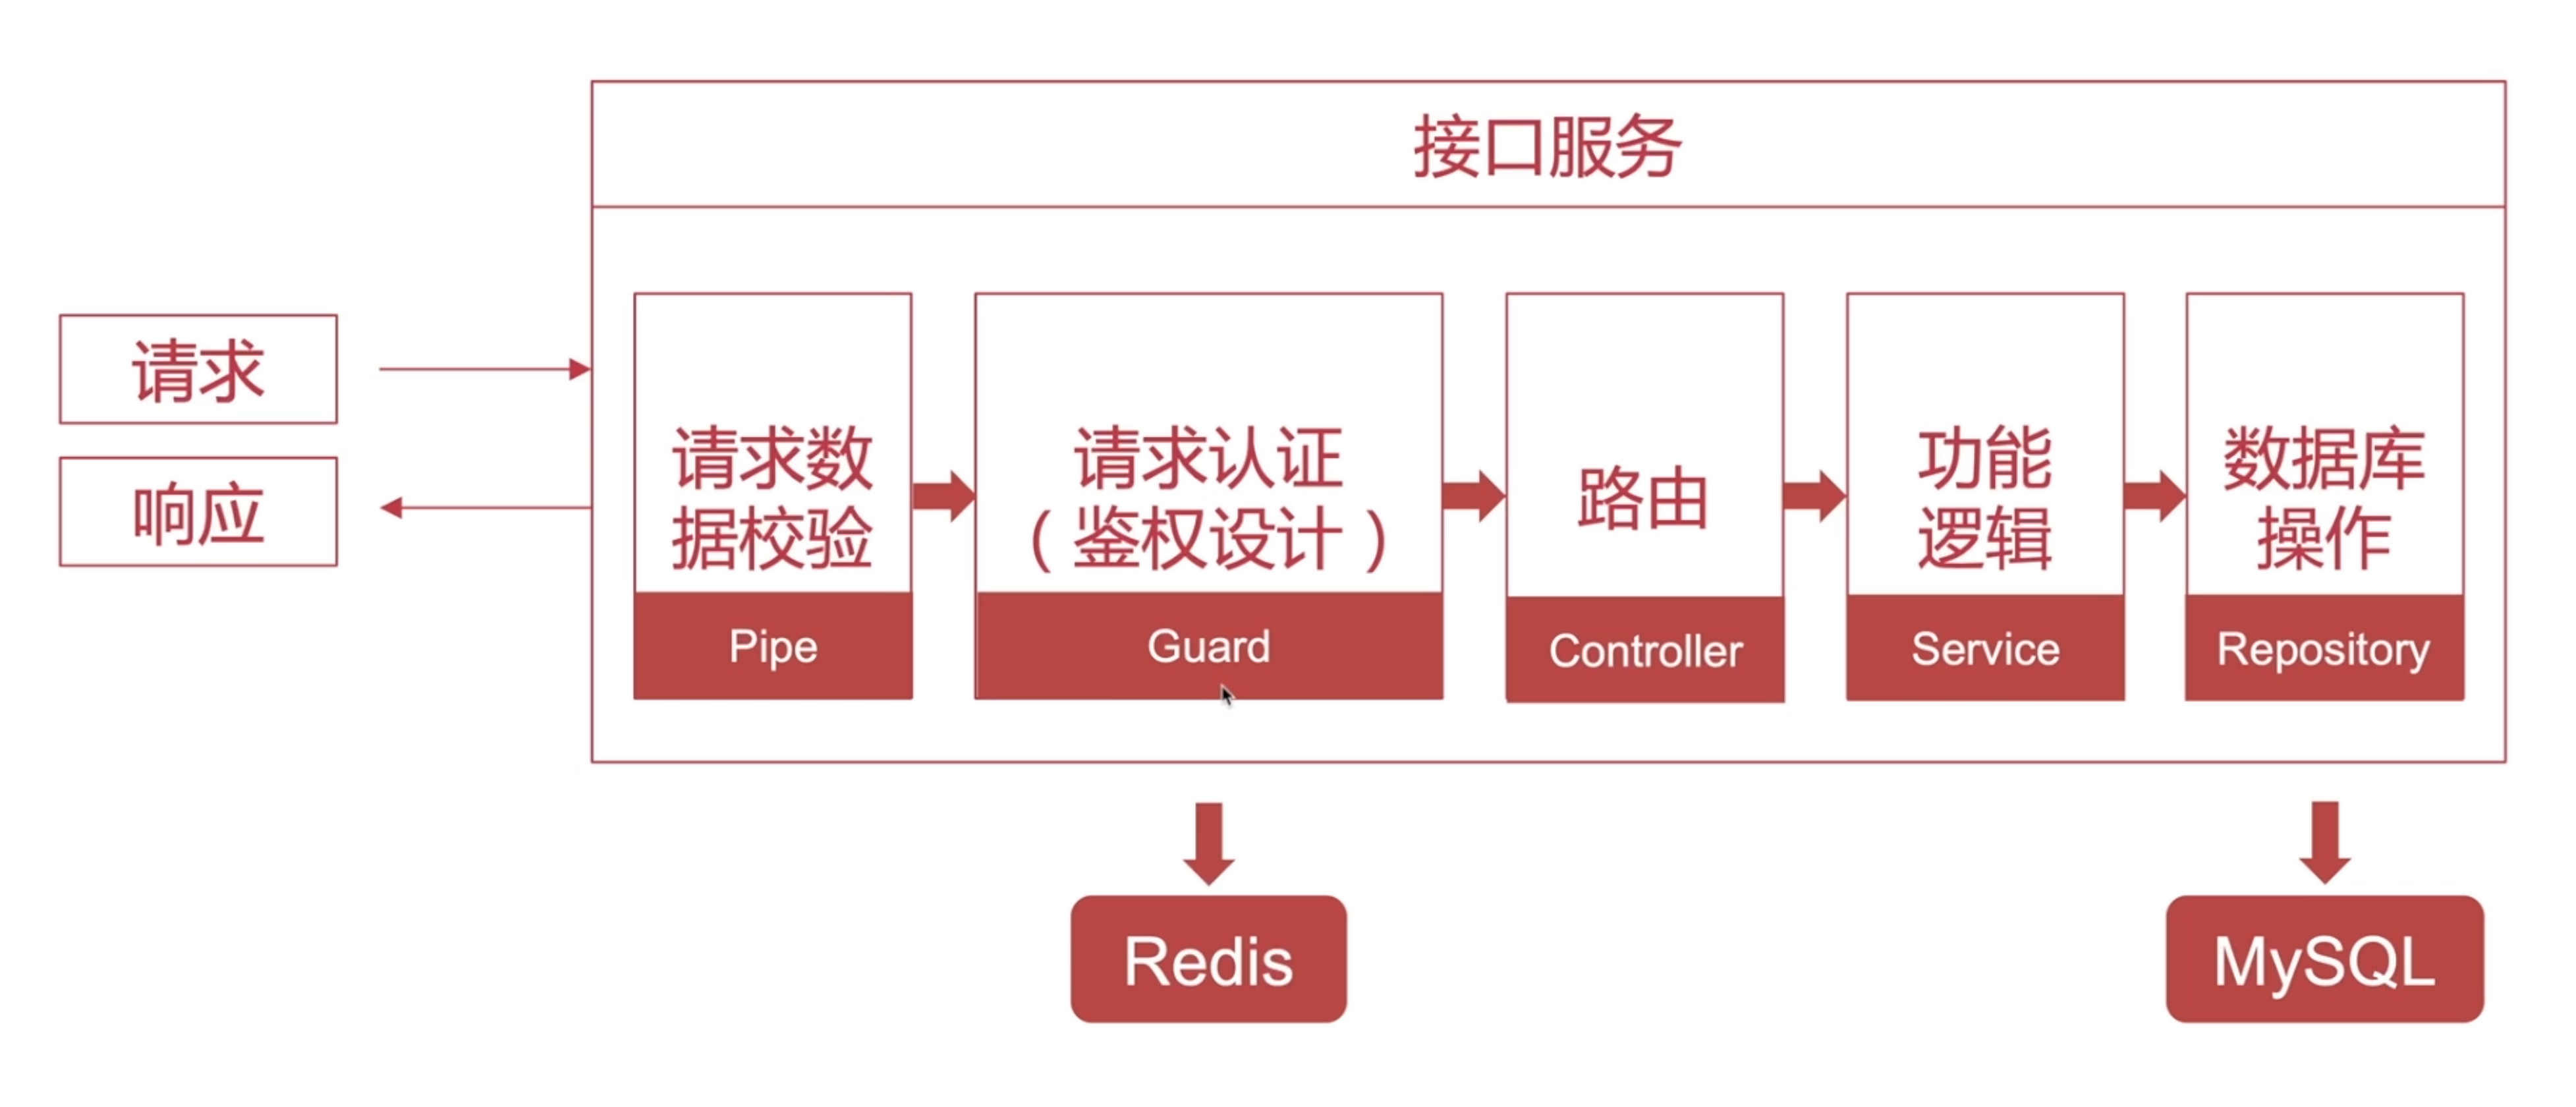 接口服务
请求
响应
请求数
据校验
Pipe
请求认证
（鉴权设计）
Guard
路由
Controller
功能
逻辑
Service
数据库
操作
Repository
Redis
MySQL